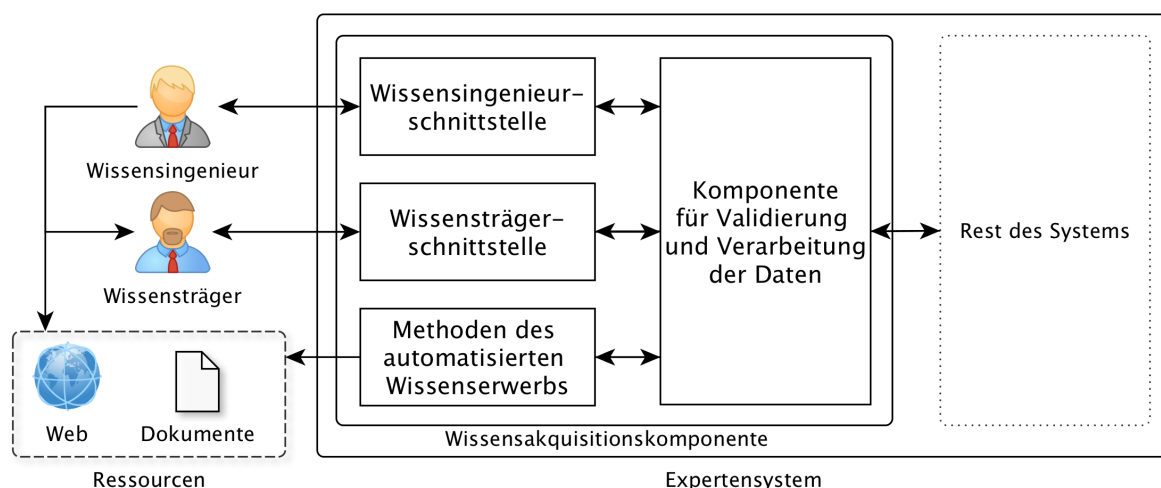 Wissensingenieur
Wissensträger
Web
Dokumente
Ressourcen
Wissensingenieur-
schnittstelle
Wissensträger-
schnittstelle
Methoden des
automatisierten
Wissenserwerbs
Komponente
für Validierung
und Verarbeitung
der Daten
Wissensakquisitionskomponente
Rest des Systems
Expertensystem